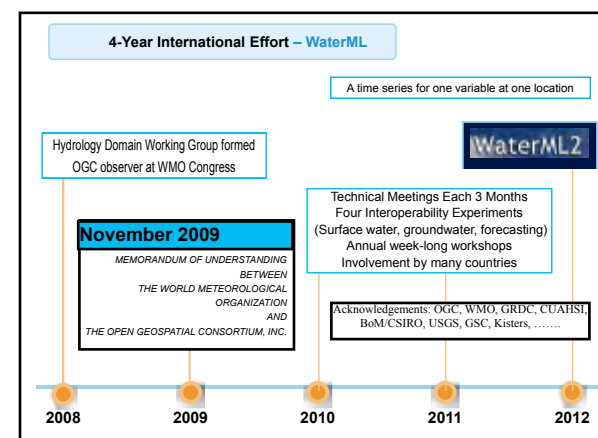 4-Year International Effort – WaterML
A time series for one variable at one location
WaterML2
Hydrology Domain Working Group formed
OGC observer at WMO Congress
Technical Meetings Each 3 Months
Four Interoperability Experiments
(Surface water, groundwater, forecasting)
Annual week-long workshops
Involvement by many countries
November 2009
MEMORANDUM OF UNDERSTANDING
BETWEEN
THE WORLD METEOROLOGICAL
ORGANIZATION
AND
THE OPEN GEOSPATIAL CONSORTIUM, INC.
Acknowledgements: OGC, WMO, GRDC, CUAHSI,
BoM/CSIRO, USGS, GSC, Kisters, …….
2008 2009 2010 2011 2012